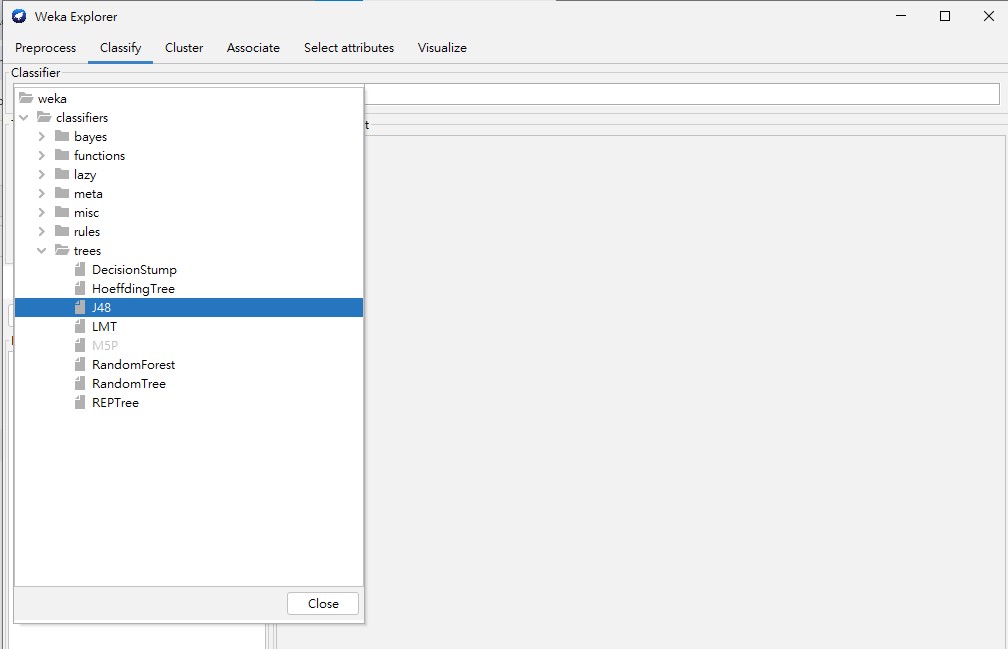 Weka Explorer
Preprocess Classify Cluster Associate Select attributes Visualize
Classifier
weka
classifiers
bayes
functions
lazy
meta
misc
rules
trees
DecisionStump
HoeffdingTree
J48
LMT
M5P
RandomForest
RandomTree
REPTree
Close